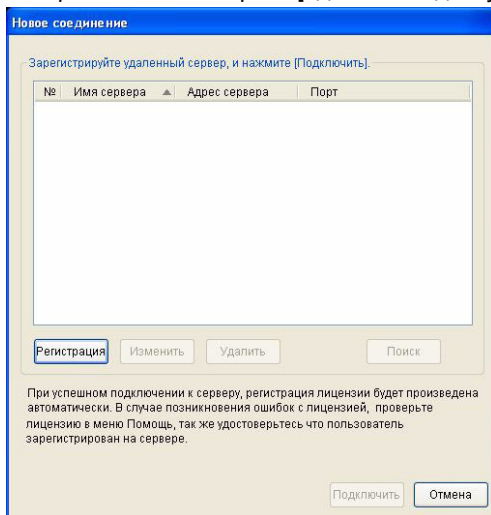 Новое соединение
Зарегистрируйте удаленный сервер, и нажмите [Подключить].
№ Имя сервера Адрес сервера Порт
Регистрация Изменить Удалить Поиск
При успешном подключении к серверу, регистрация лицензии будет произведена
автоматически. В случае позникновения ошибок с лицензией, проверьте
лицензию в меню Помощь, так же удостоверьтесь что пользователь
зарегистрирован на сервере.
Подключить Отмена